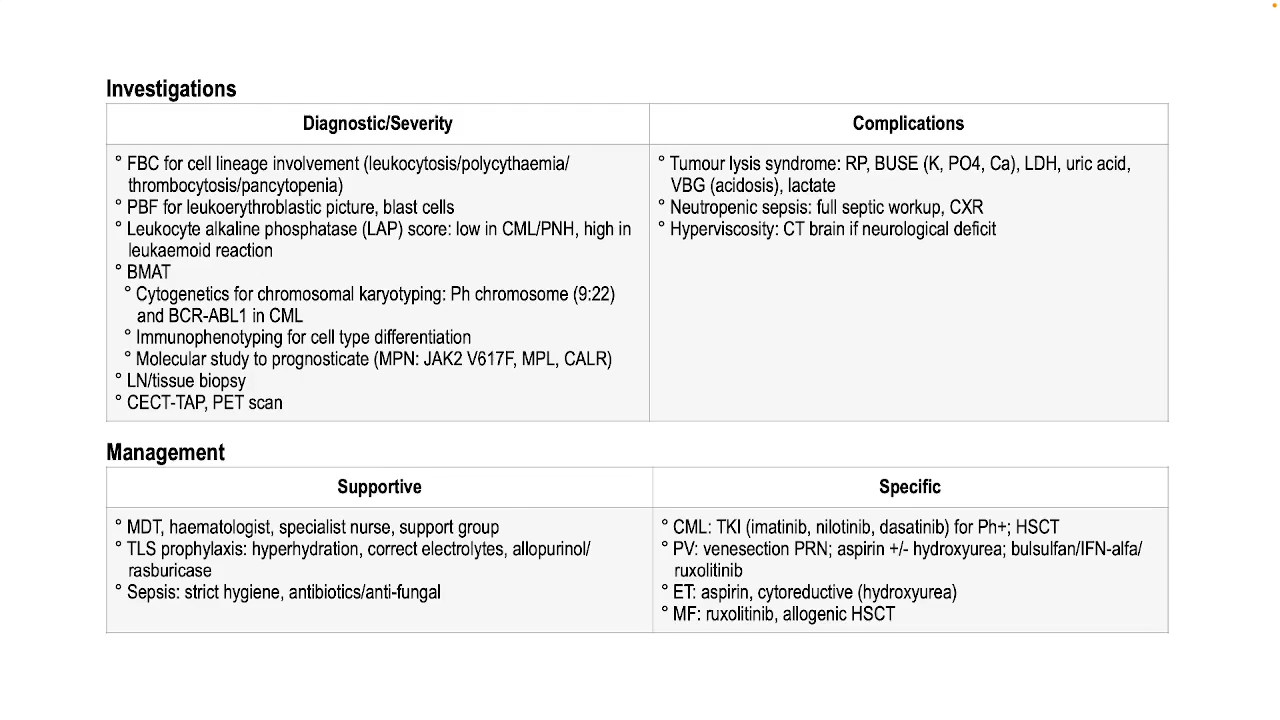 Investigations
Diagnostic/Severity
° FBC for cell lineage involvement (leukocytosis/polycythaemia/
thrombocytosis/pancytopenia)
° PBF for leukoerythroblastic picture, blast cells
° Leukocyte alkaline phosphatase (LAP) score: low in CML/PNH, high in
leukaemoid reaction
° BMAT
° Cytogenetics for chromosomal karyotyping: Ph chromosome (9:22)
and BCR-ABL1 in CML
° Immunophenotyping for cell type differentiation
° Molecular study to prognosticate (MPN: JAK2 V617F, MPL, CALR)
° LN/tissue biopsy
° CECT-TAP, PET scan
Complications
° Tumour lysis syndrome: RP, BUSE (K, PO4, Ca), LDH, uric acid,
VBG (acidosis), lactate
° Neutropenic sepsis: full septic workup, CXR
° Hyperviscosity: CT brain if neurological deficit
Management
Supportive
° MDT, haematologist, specialist nurse, support group
° TLS prophylaxis: hyperhydration, correct electrolytes, allopurinol/
rasburicase
° Sepsis: strict hygiene, antibiotics/anti-fungal
Specific
° CML: TKI (imatinib, nilotinib, dasatinib) for Ph+; HSCT
° PV: venesection PRN; aspirin +/- hydroxyurea; bulsulfan/IFN-alfa/
ruxolitinib
° ET: aspirin, cytoreductive (hydroxyurea)
° MF: ruxolitinib, allogenic HSCT